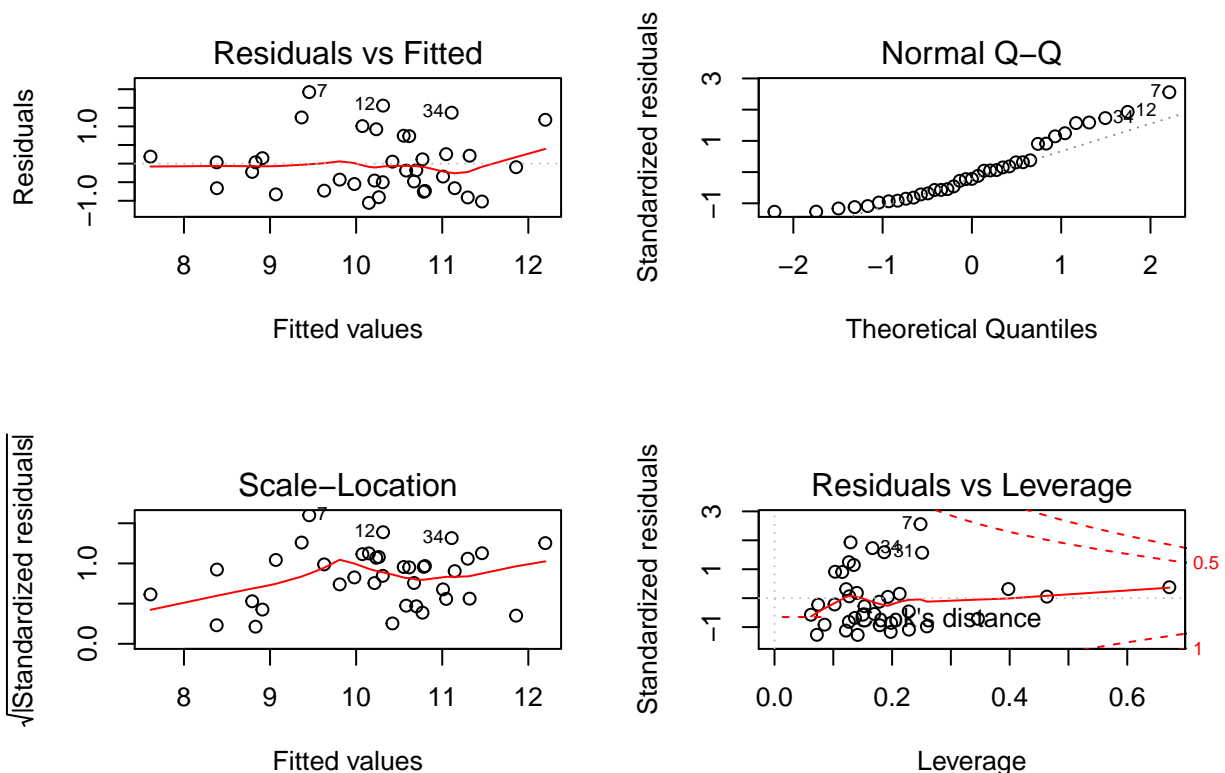 Residuals vs Fitted
Residuals
1.0
−1.0
7
12
34
8 9 10 11 12
Fitted values
Normal Q−Q
Standardized residuals
3
1
−1
7
12
34
−2 −1 0 1 2
Theoretical Quantiles
Scale−Location
√|Standardized residuals|
1.0
0.0
7
12
34
8 9 10 11 12
Fitted values
Residuals vs Leverage
Standardized residuals
3
1
−1
7
34
31
0.5
1
distance
0.0 0.2 0.4 0.6
Leverage